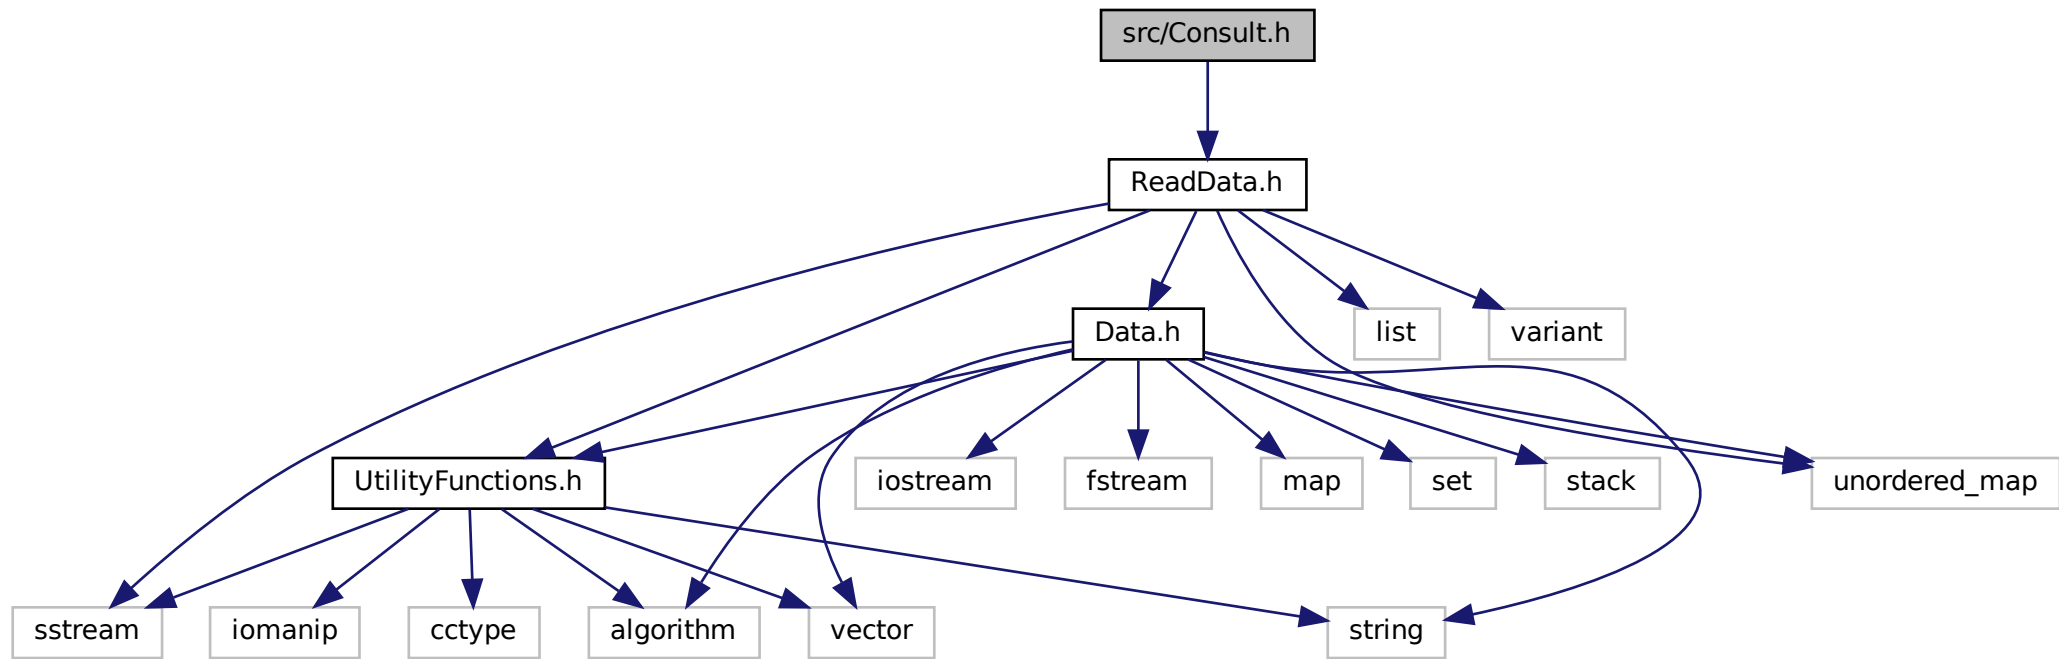 src/Consult.h
ReadData.h
Data.h
list
variant
UtilityFunctions.h
iostream
fstream
map
set
stack
unordered_map
sstream
iomanip
cctype
algorithm
vector
string